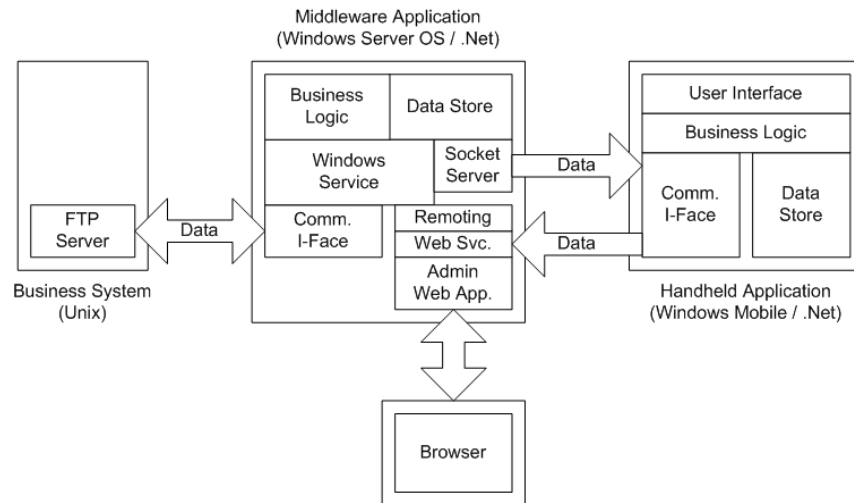 Middleware Application
(Windows Server OS / .Net)
Business
Logic
Data Store
Windows
Service
Socket
Server
Comm.
I-Face
Remoting
Web Svc.
Admin
Web App.
FTP
Server
Data
Business System
(Unix)
Data
Data
User Interface
Business Logic
Comm.
I-Face
Data
Store
Handheld Application
(Windows Mobile / .Net)
Browser